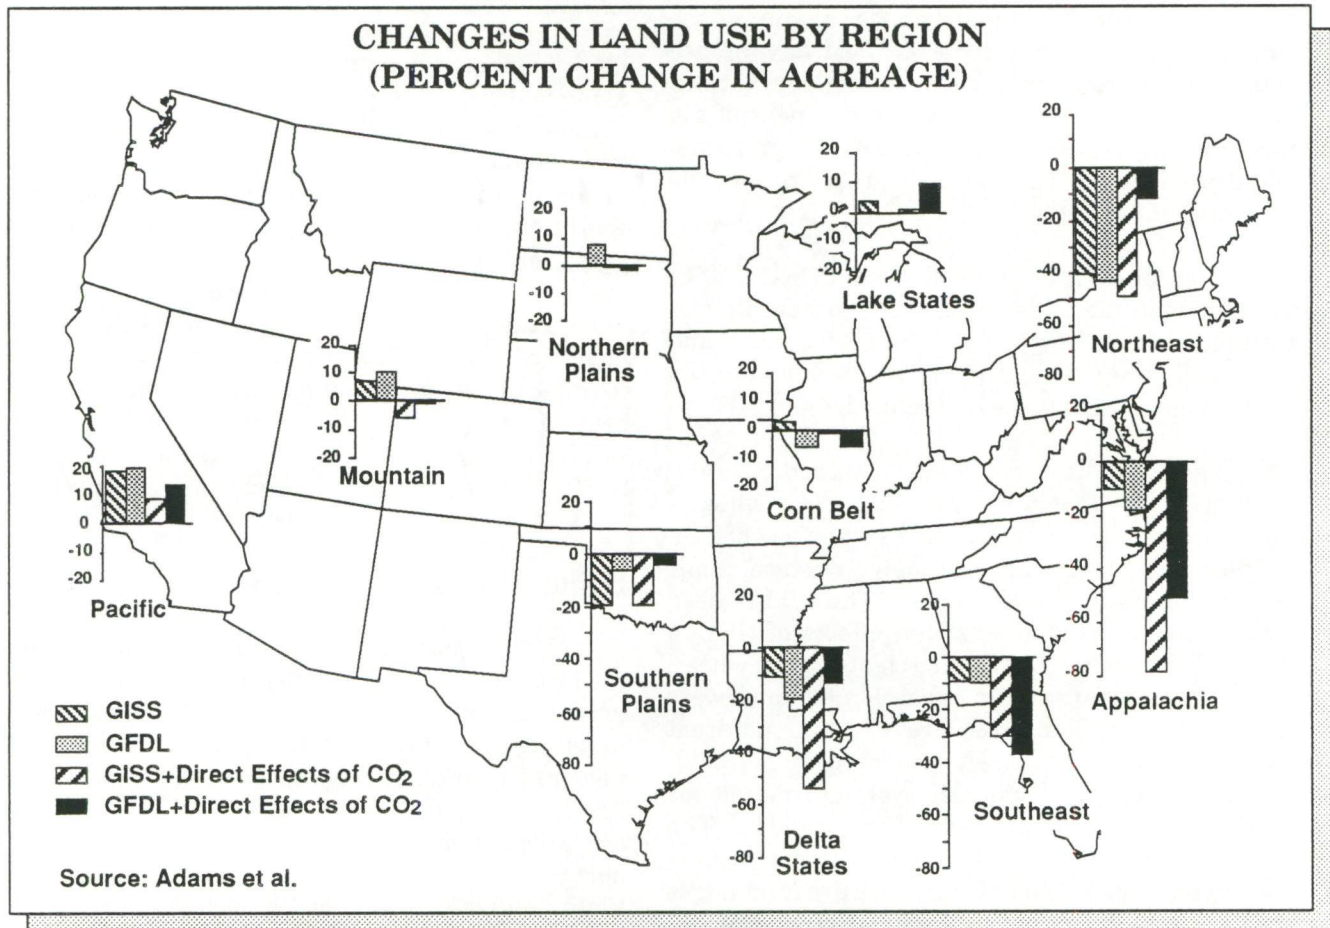 CHANGES IN LAND USE BY REGION
(PERCENT CHANGE IN ACREAGE)
20
10
0
-10
-20
Pacific
20
10
0
-10
-20
Mountain
20
10
0
-10
-20
Northern
Plains
20
0
-20
-40
-60
-80
Southern
Plains
20
10
0
-10
-20
Lake States
20
10
0
-10
-20
Corn Belt
20
0
-20
-40
-60
-80
Delta
States
20
0
-20
-40
-60
-80
Northeast
20
0
-20
-40
-60
-80
Appalachia
20
0
-20
-40
-60
-80
Southeast
GISS
GFDL
GISS+Direct Effects of CO2
GFDL+Direct Effects of CO2
Source: Adams et al.